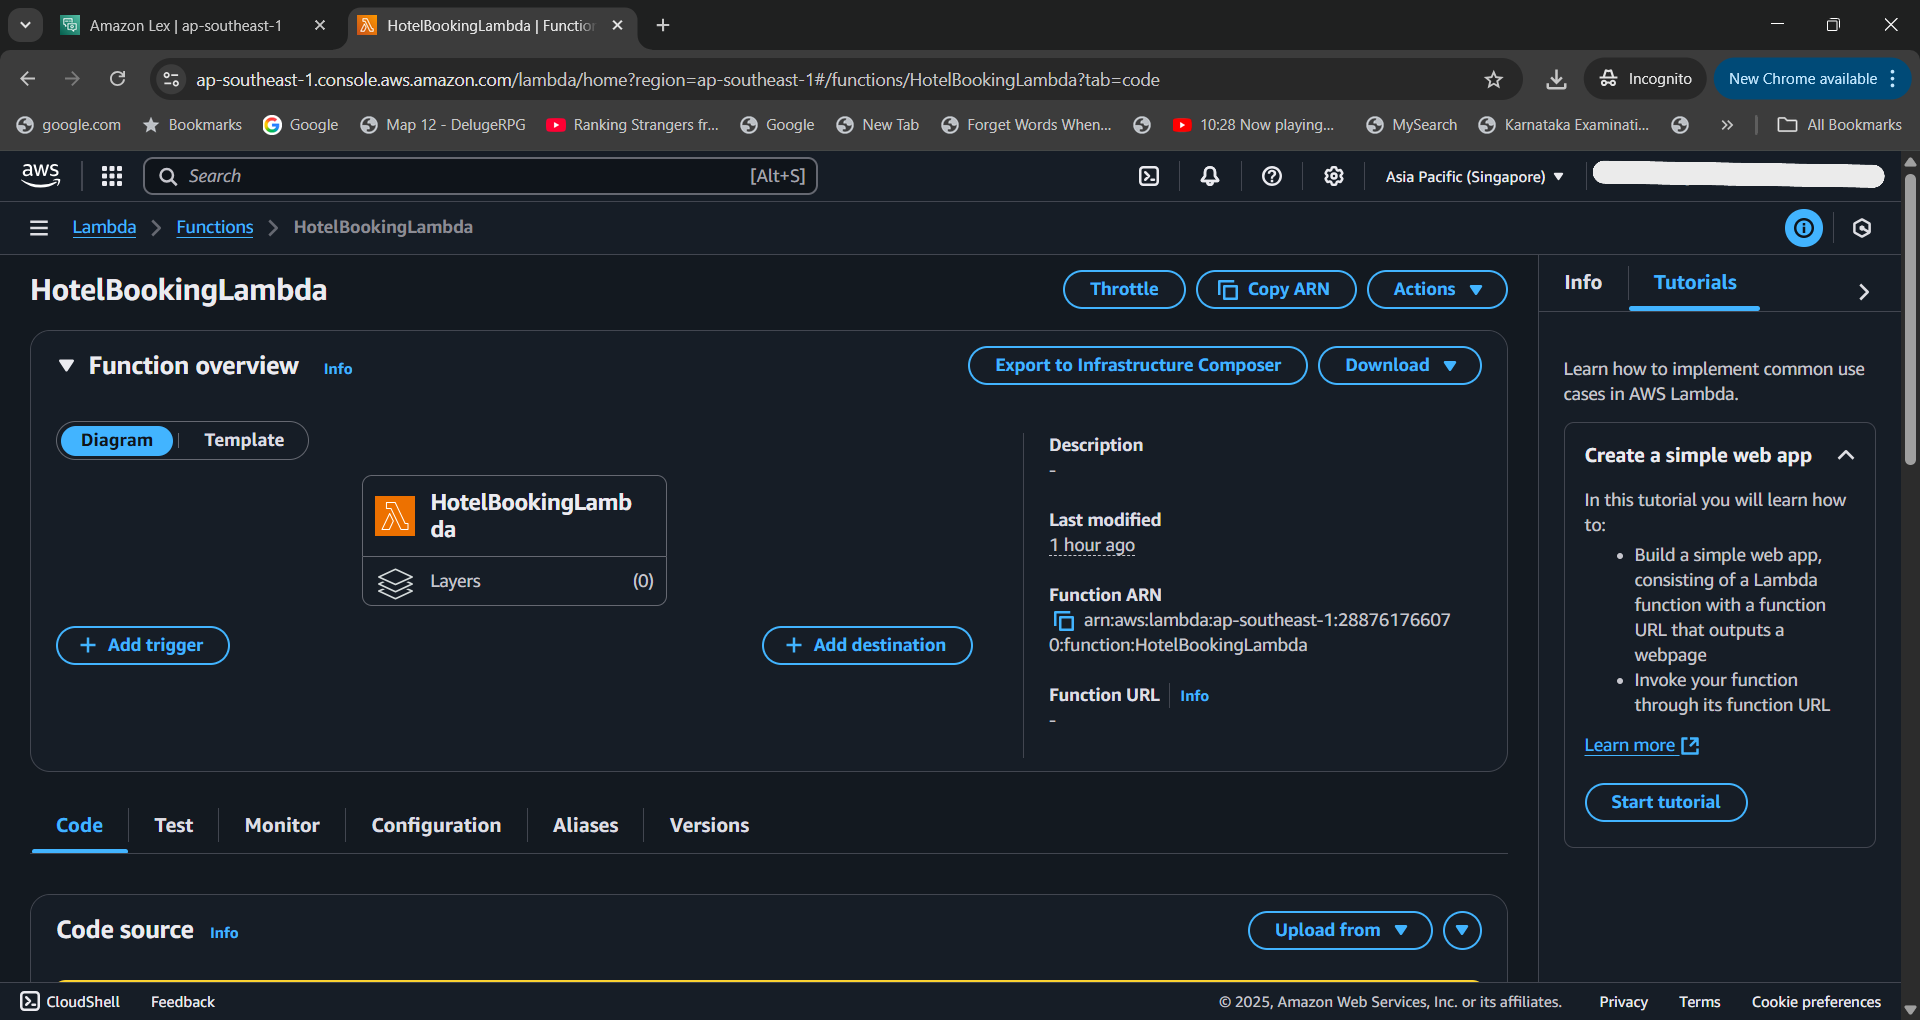 Amazon Lex | ap-southeast-1
HotelBookingLambda | Functio
ap-southeast-1.console.aws.amazon.com/lambda/home?region=ap-southeast-1#/functions/HotelBookingLambda?tab=code
Incognito
New Chrome available
google.com
Bookmarks
Google
Map 12 - DelugeRPG
Ranking Strangers fr...
Google
New Tab
Forget Words When...
10:28 Now playing...
MySearch
Karnataka Examinati...
All Bookmarks
aws
Search
[Alt+S]
Asia Pacific (Singapore)
Lambda
Functions
HotelBookingLambda
HotelBookingLambda
Throttle
Copy ARN
Actions
Function overview
Info
Export to Infrastructure Composer
Download
Diagram
Template
HotelBookingLamb
da
Layers
(0)
Add trigger
Add destination
Description
-
Last modified
1 hour ago
Function ARN
arn:aws:lambda:ap-southeast-1:28876176607
0:function:HotelBookingLambda
Function URL
Info
-
Info
Tutorials
Learn how to implement common use
cases in AWS Lambda.
Create a simple web app
In this tutorial you will learn how
to:
• Build a simple web app,
consisting of a Lambda
function with a function
URL that outputs a
webpage
• Invoke your function
through its function URL
Learn more
Start tutorial
Code
Test
Monitor
Configuration
Aliases
Versions
Code source
Info
Upload from
CloudShell
Feedback
© 2025, Amazon Web Services, Inc. or its affiliates.
Privacy
Terms
Cookie preferences